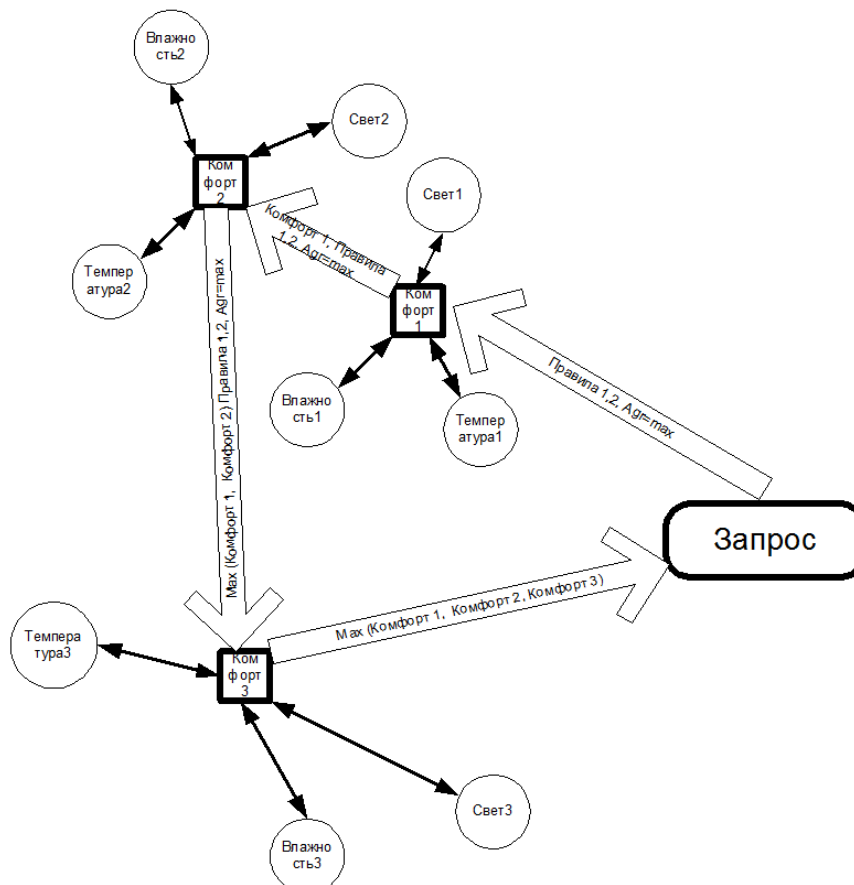 Влажно
сть2
Свет2
Ком
форт
2
Свет1
Комфорт 1, Правила
1,2, Agr=max
Темпер
атура2
Ком
форт
1
Правила 1,2, Agr=max
Max (Комфорт 1, Комфорт 2) Правила 1,2, Agr=max
Влажно
сть1
Темпер
атура1
Запрос
Max (Комфорт 1, Комфорт 2, Комфорт 3)
Темпера
тура3
Ком
форт
3
Свет3
Влажно
сть3